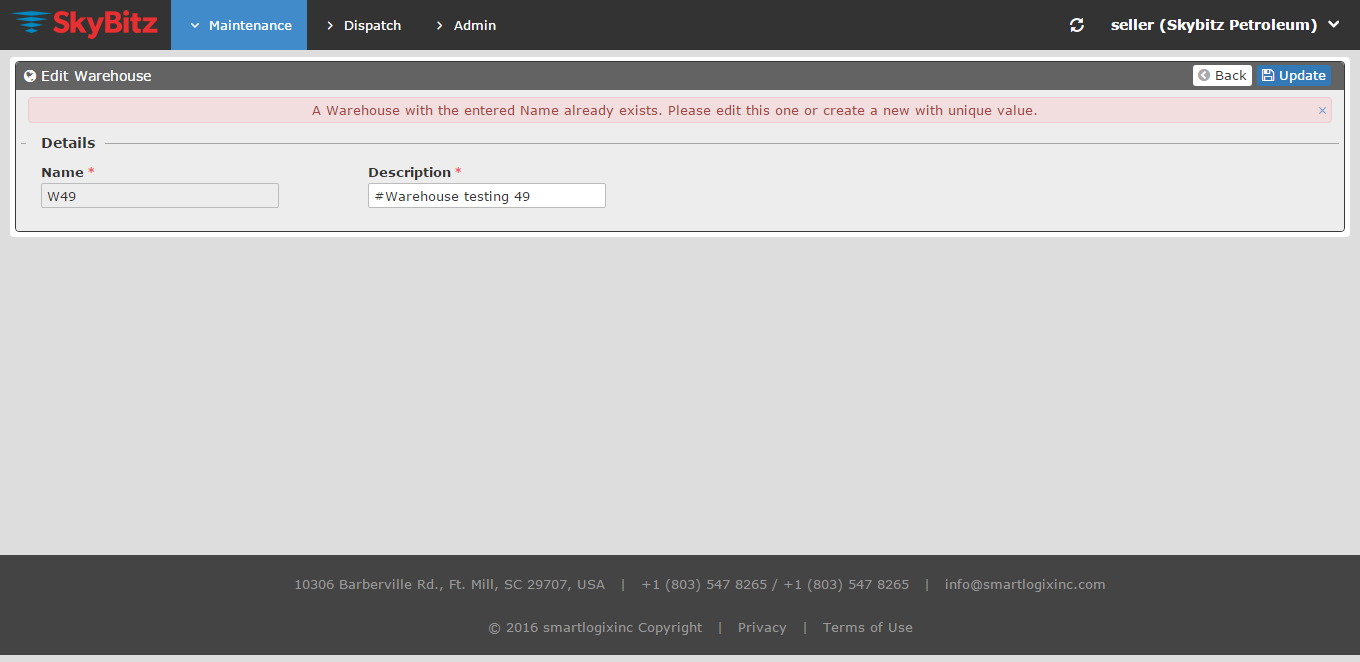 SkyBitz Maintenance Dispatch Admin seller (Skybitz Petroleum)
Edit Warehouse Back Update
A Warehouse with the entered Name already exists. Please edit this one or create a new with unique value. ×
Details
Name * Description *
W49 #Warehouse testing 49
10306 Barberville Rd., Ft. Mill, SC 29707, USA | +1 (803) 547 8265 / +1 (803) 547 8265 | info@smartlogixinc.com
© 2016 smartlogixinc Copyright | Privacy | Terms of Use